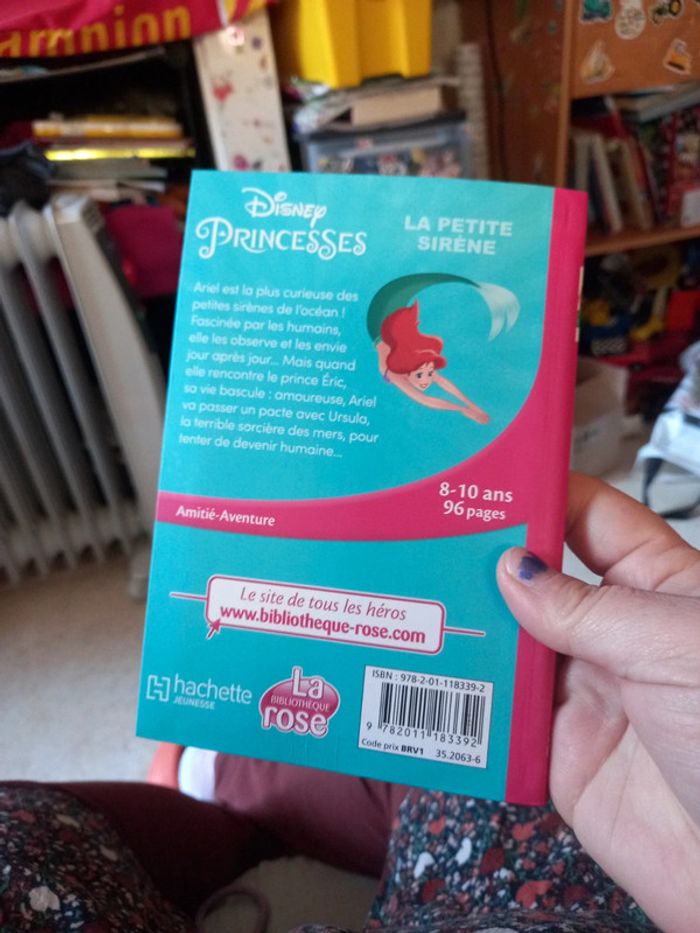 ampion
Disney
PRINCESSES
LA PETITE
SIRÈNE
Ariel est la plus curieuse des
petites sirènes de l'océan !
Fascinée par les humains,
elle les observe et les envie
jour après jour... Mais quand
elle rencontre le prince Éric,
sa vie bascule : amoureuse, Ariel
va passer un pacte avec Ursula,
la terrible sorcière des mers, pour
tenter de devenir humaine...
8-10 ans
96 pages
Amitié-Aventure
Le site de tous les héros
www.bibliotheque-rose.com
hachette
JEUNESSE
La
BIBLIOTHÈQUE
rose
ISBN : 978-2-01-118339-2
9 782011 183392
Code prix BRV1 35.2063-6